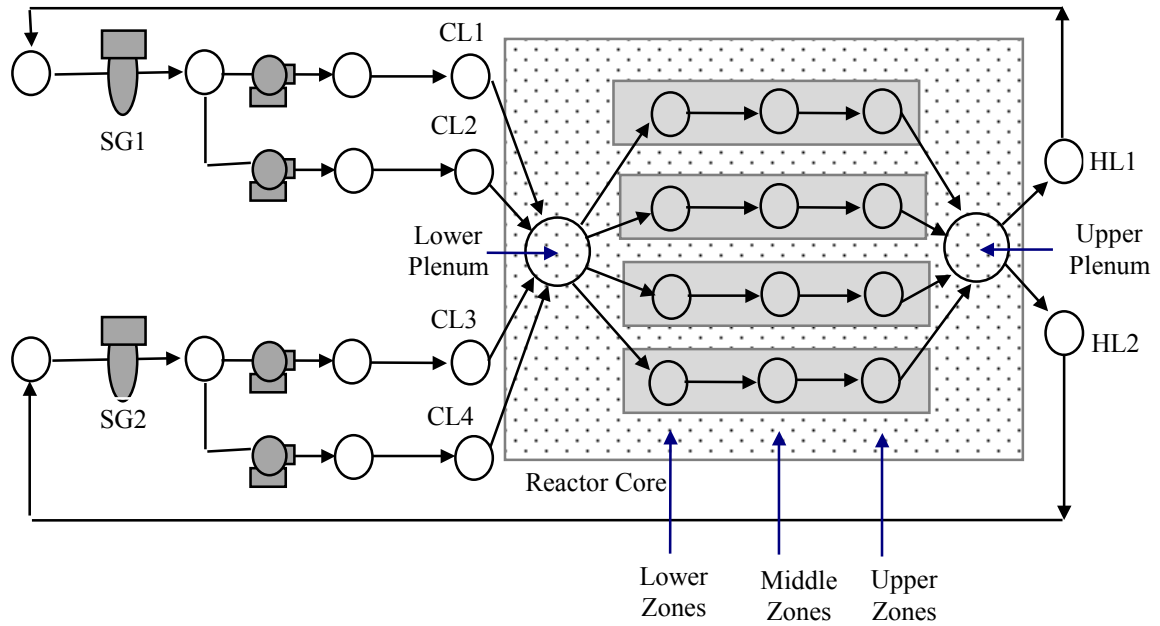 CL1
SG1
CL2
HL1
Lower
Plenum
Upper
Plenum
CL3
HL2
SG2
CL4
Reactor Core
Lower
Zones
Middle
Zones
Upper
Zones